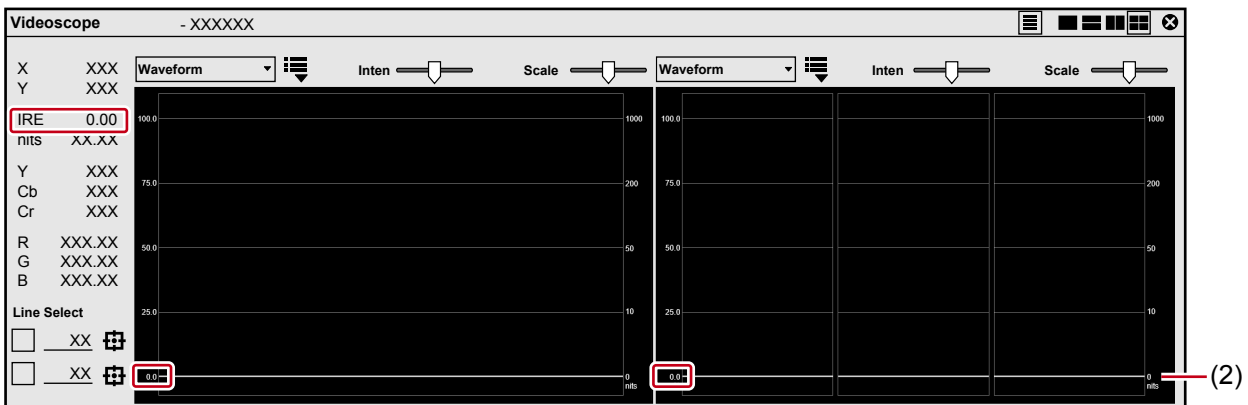 Videoscope - XXXXXX
X XXX
Y XXX
IRE 0.00
nits XX.XX
Y XXX
Cb XXX
Cr XXX
R XXX.XX
G XXX.XX
B XXX.XX
Line Select
XX
XX
Waveform Inten Scale
100.0 1000
75.0 200
50.0 50
25.0 10
0.0 0
nits
Waveform Inten Scale
100.0 1000
75.0 200
50.0 50
25.0 10
0.0 0
nits
(2)